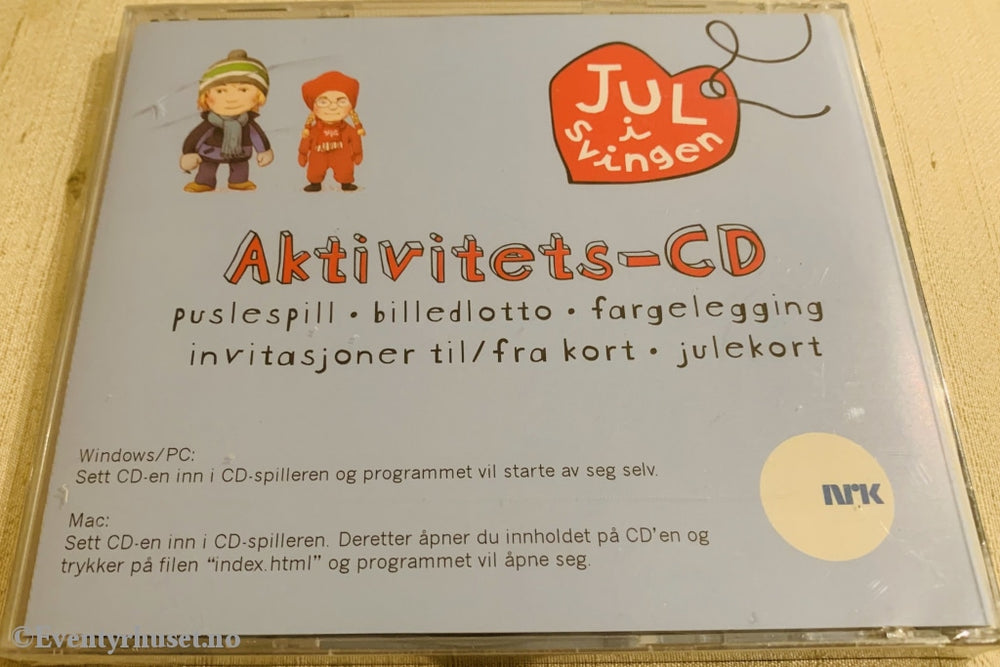 JUL
i
svingen
Aktivitets-CD
puslespill • billedlotto • fargelegging
invitasjoner til/fra kort • julekort
Windows/PC:
Sett CD-en inn i CD-spilleren og programmet vil starte av seg selv.
nrk
Mac:
Sett CD-en inn i CD-spilleren. Deretter åpner du innholdet på CD'en og
trykker på filen "index.html" og programmet vil åpne seg.
©Eventyrhuset.no